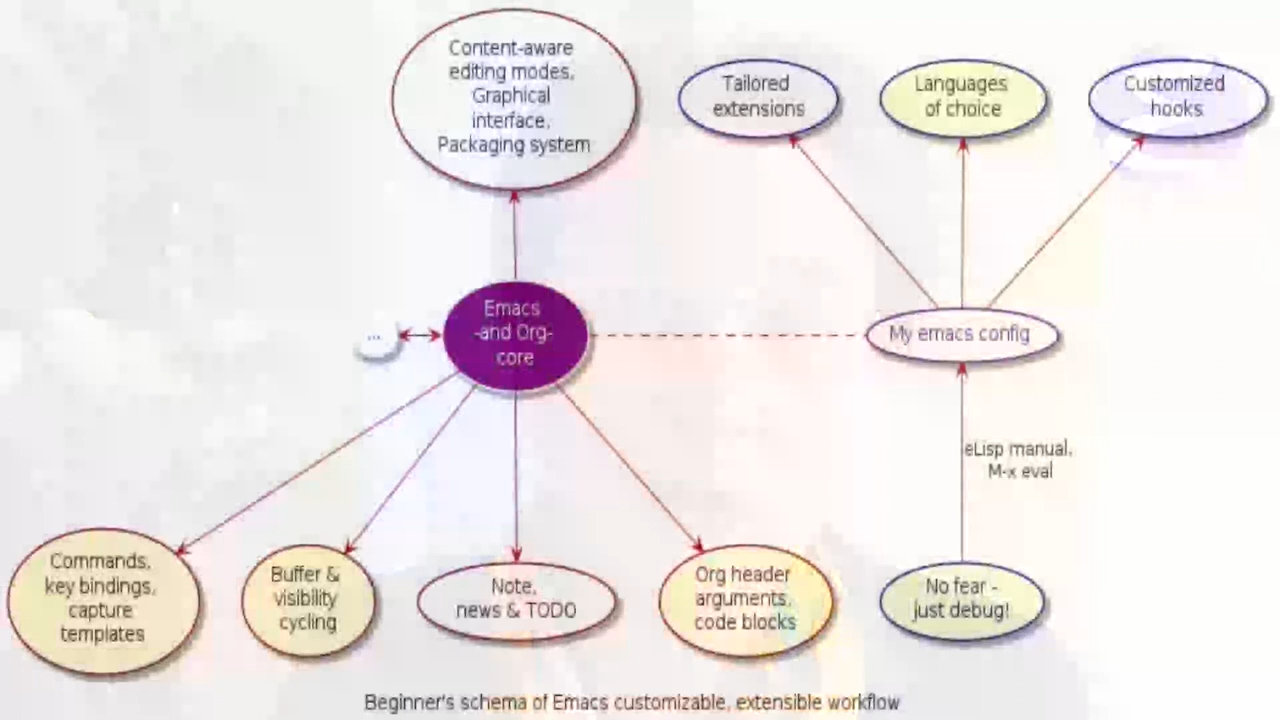 Content-aware
editing modes,
Graphical
interface,
Packaging system
Tailored
extensions
Languages
of choice
Customized
hooks
Emacs
-and Org-
core
...
My emacs config
eLisp manual,
M-x eval
Commands,
key bindings,
capture
templates
Buffer &
visibility
cycling
Note,
news & TODO
Org header
arguments,
code blocks
No fear -
just debug!
Beginner's schema of Emacs customizable, extensible workflow